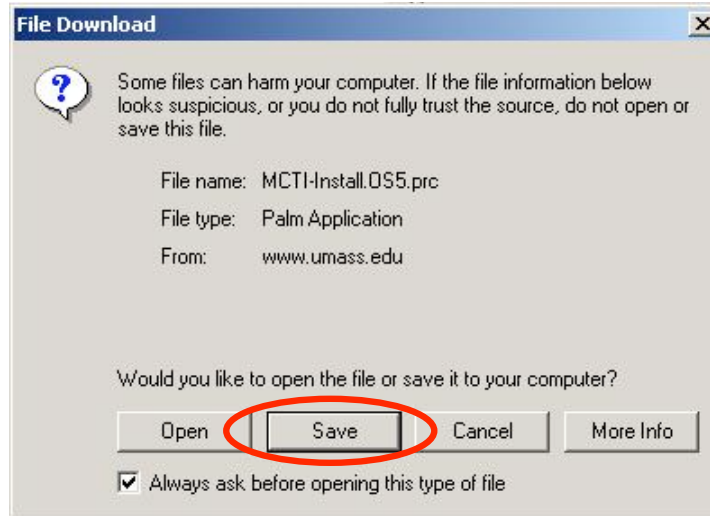 File Download
Some files can harm your computer. If the file information below
looks suspicious, or you do not fully trust the source, do not open or
save this file.
File name: MCTI-Install.OS5.prc
File type: Palm Application
From: www.umass.edu
Would you like to open the file or save it to your computer?
Open Save Cancel More Info
Always ask before opening this type of file